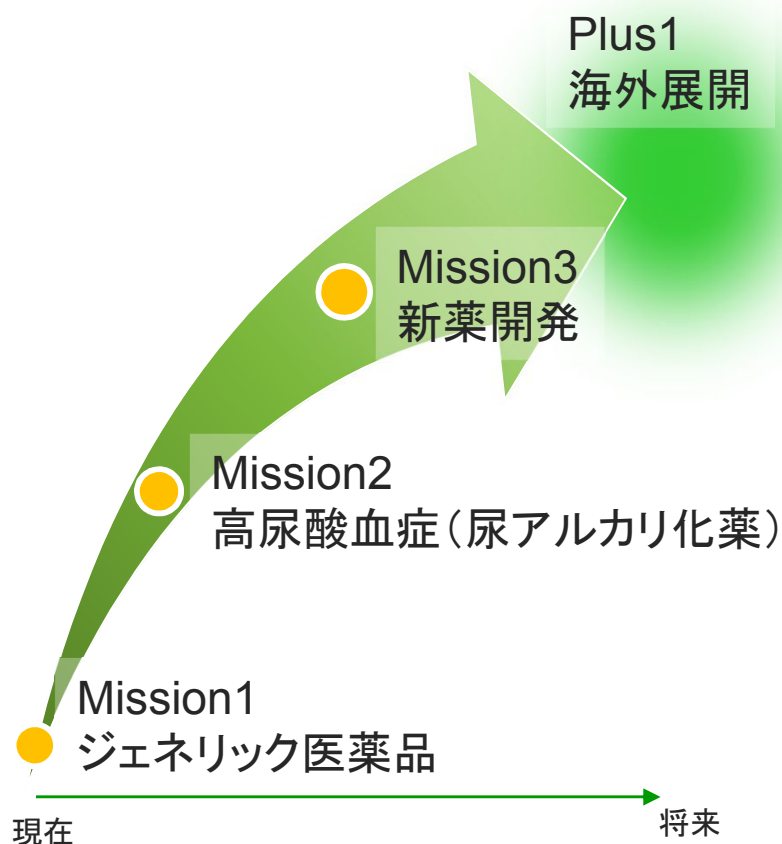 Plus1
海外展開
Mission3
新薬開発
Mission2
高尿酸血症（尿アルカリ化薬）
Mission1
ジェネリック医薬品
現在
将来